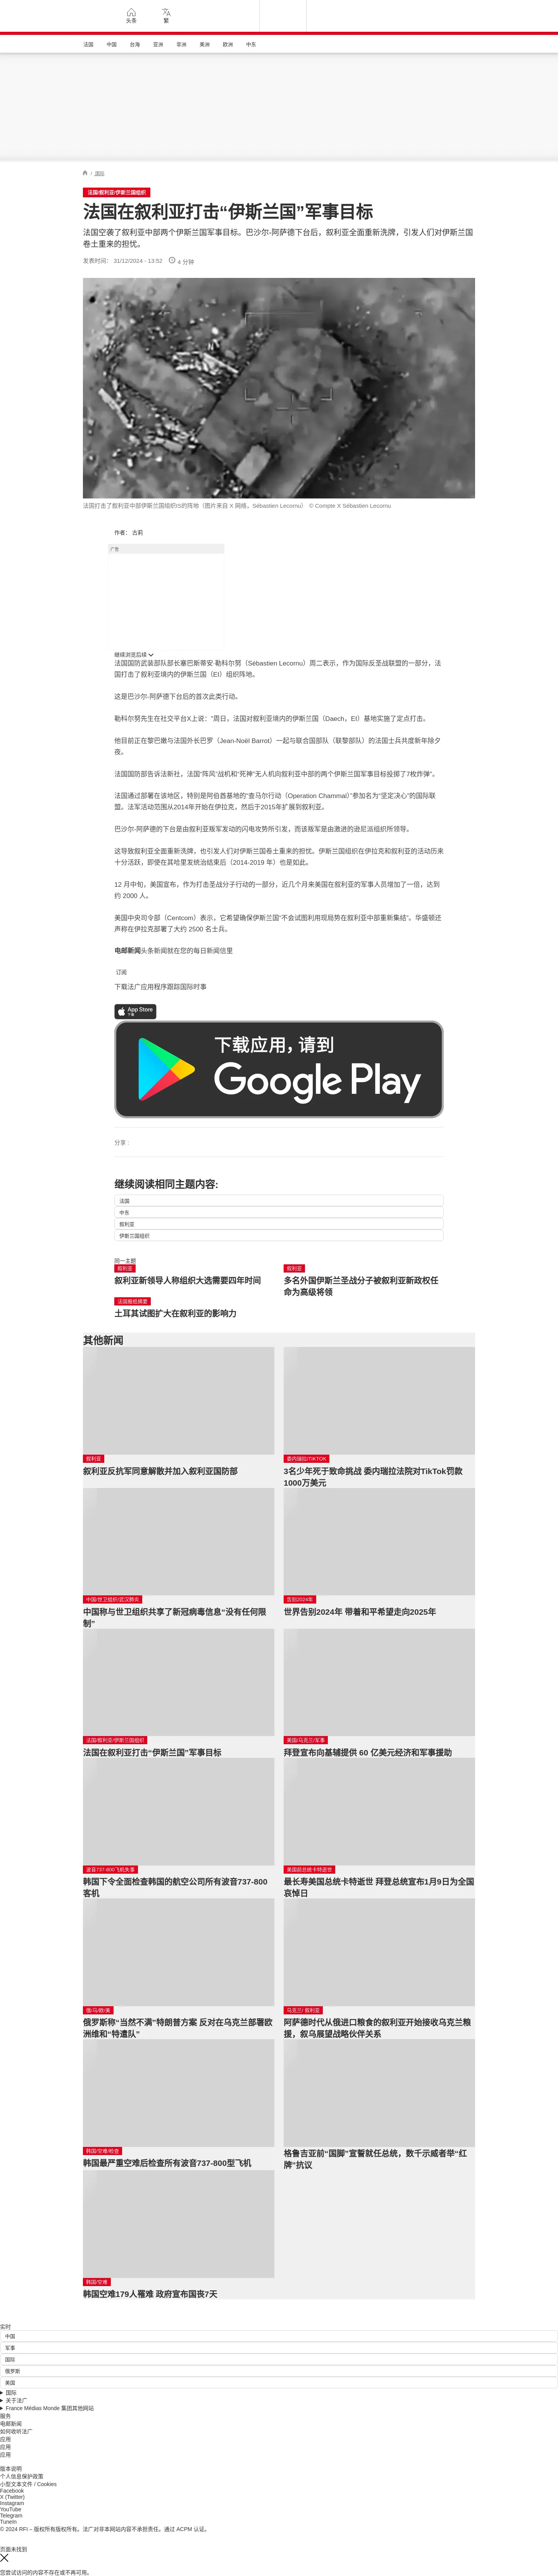 头条
繁
法国
中国
台海
亚洲
非洲
美洲
欧洲
中东
/ 国际
法国/叙利亚/伊斯兰国组织
法国在叙利亚打击“伊斯兰国”军事目标
法国空袭了叙利亚中部两个伊斯兰国军事目标。巴沙尔-阿萨德下台后，叙利亚全面重新洗牌，引发人们对伊斯兰国
卷土重来的担忧。
发表时间： 31/12/2024 - 13:52
4 分钟
法国打击了叙利亚中部伊斯兰国组织IS的阵地（图片来自 X 网络，Sébastien Lecornu） © Compte X Sébastien Lecornu
作者： 古莉
广告
继续浏览后续
法国国防武装部队部长塞巴斯蒂安·勒科尔努（Sébastien Lecornu）周二表示，作为国际反圣战联盟的一部分，法
国打击了叙利亚境内的伊斯兰国（EI）组织阵地。
这是巴沙尔-阿萨德下台后的首次此类行动。
勒科尔努先生在社交平台X上说：“周日，法国对叙利亚境内的伊斯兰国（Daech，EI）基地实施了定点打击。
他目前正在黎巴嫩与法国外长巴罗（Jean-Noël Barrot）一起与联合国部队（联黎部队）的法国士兵共度新年除夕
夜。
法国国防部告诉法新社，法国“阵风”战机和“死神”无人机向叙利亚中部的两个伊斯兰国军事目标投掷了7枚炸弹”。
法国通过部署在该地区，特别是阿伯酋基地的“查马尔行动（Operation Chammal）”参加名为“坚定决心”的国际联
盟。法军活动范围从2014年开始在伊拉克，然后于2015年扩展到叙利亚。
巴沙尔-阿萨德的下台是由叙利亚叛军发动的闪电攻势所引发，而该叛军是由激进的逊尼派组织所领导。
这导致叙利亚全面重新洗牌，也引发人们对伊斯兰国卷土重来的担忧。伊斯兰国组织在伊拉克和叙利亚的活动历来
十分活跃，即使在其哈里发统治结束后（2014-2019 年）也是如此。
12 月中旬，美国宣布，作为打击圣战分子行动的一部分，近几个月来美国在叙利亚的军事人员增加了一倍，达到
约 2000 人。
美国中央司令部（Centcom）表示，它希望确保伊斯兰国“不会试图利用现局势在叙利亚中部重新集结”。华盛顿还
声称在伊拉克部署了大约 2500 名士兵。
电邮新闻头条新闻就在您的每日新闻信里
订阅
下载法广应用程序跟踪国际时事
App Store
下载
下载应用，请到
Google Play
分享 :
继续阅读相同主题内容:
法国
中东
叙利亚
伊斯兰国组织
同一主题
叙利亚
叙利亚新领导人称组织大选需要四年时间
叙利亚
多名外国伊斯兰圣战分子被叙利亚新政权任
命为高级将领
法国报纸摘要
土耳其试图扩大在叙利亚的影响力
其他新闻
叙利亚
叙利亚反抗军同意解散并加入叙利亚国防部
委内瑞拉/TIKTOK
3名少年死于致命挑战 委内瑞拉法院对TikTok罚款
1000万美元
中国/世卫组织/武汉肺炎
中国称与世卫组织共享了新冠病毒信息“没有任何限
制”
告别2024年
世界告别2024年 带着和平希望走向2025年
法国/叙利亚/伊斯兰国组织
法国在叙利亚打击“伊斯兰国”军事目标
美国/乌克兰/军事
拜登宣布向基辅提供 60 亿美元经济和军事援助
波音737-800飞机失事
韩国下令全面检查韩国的航空公司所有波音737-800
客机
美国前总统卡特逝世
最长寿美国总统卡特逝世 拜登总统宣布1月9日为全国
哀悼日
俄/乌/欧/美
俄罗斯称“当然不满”特朗普方案 反对在乌克兰部署欧
洲维和“特遣队”
乌克兰/ 叙利亚
阿萨德时代从俄进口粮食的叙利亚开始接收乌克兰粮
援，叙乌展望战略伙伴关系
韩国/空难/检查
韩国最严重空难后检查所有波音737-800型飞机
格鲁吉亚前“国脚”宣誓就任总统，数千示威者举“红
牌”抗议
韩国/空难
韩国空难179人罹难 政府宣布国丧7天
实时
中国
军事
国际
俄罗斯
美国
国际
关于法广
France Médias Monde 集团其他网站
服务
电邮新闻
如何收听法广
应用
应用
应用
版本说明
个人信息保护政策
小型文本文件 / Cookies
Facebook
X (Twitter)
Instagram
YouTube
Telegram
TuneIn
© 2024 RFI – 版权所有版权所有。法广对非本网站内容不承担责任。通过 ACPM 认证。
页面未找到
您尝试访问的内容不存在或不再可用。